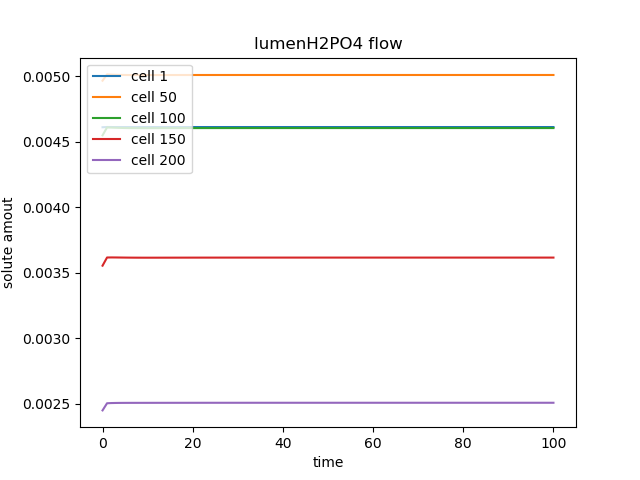 lumenH2PO4 flow
solute amout
0.0050
0.0045
0.0040
0.0035
0.0030
0.0025
cell 1
cell 50
cell 100
cell 150
cell 200
0 20 40 60 80 100
time